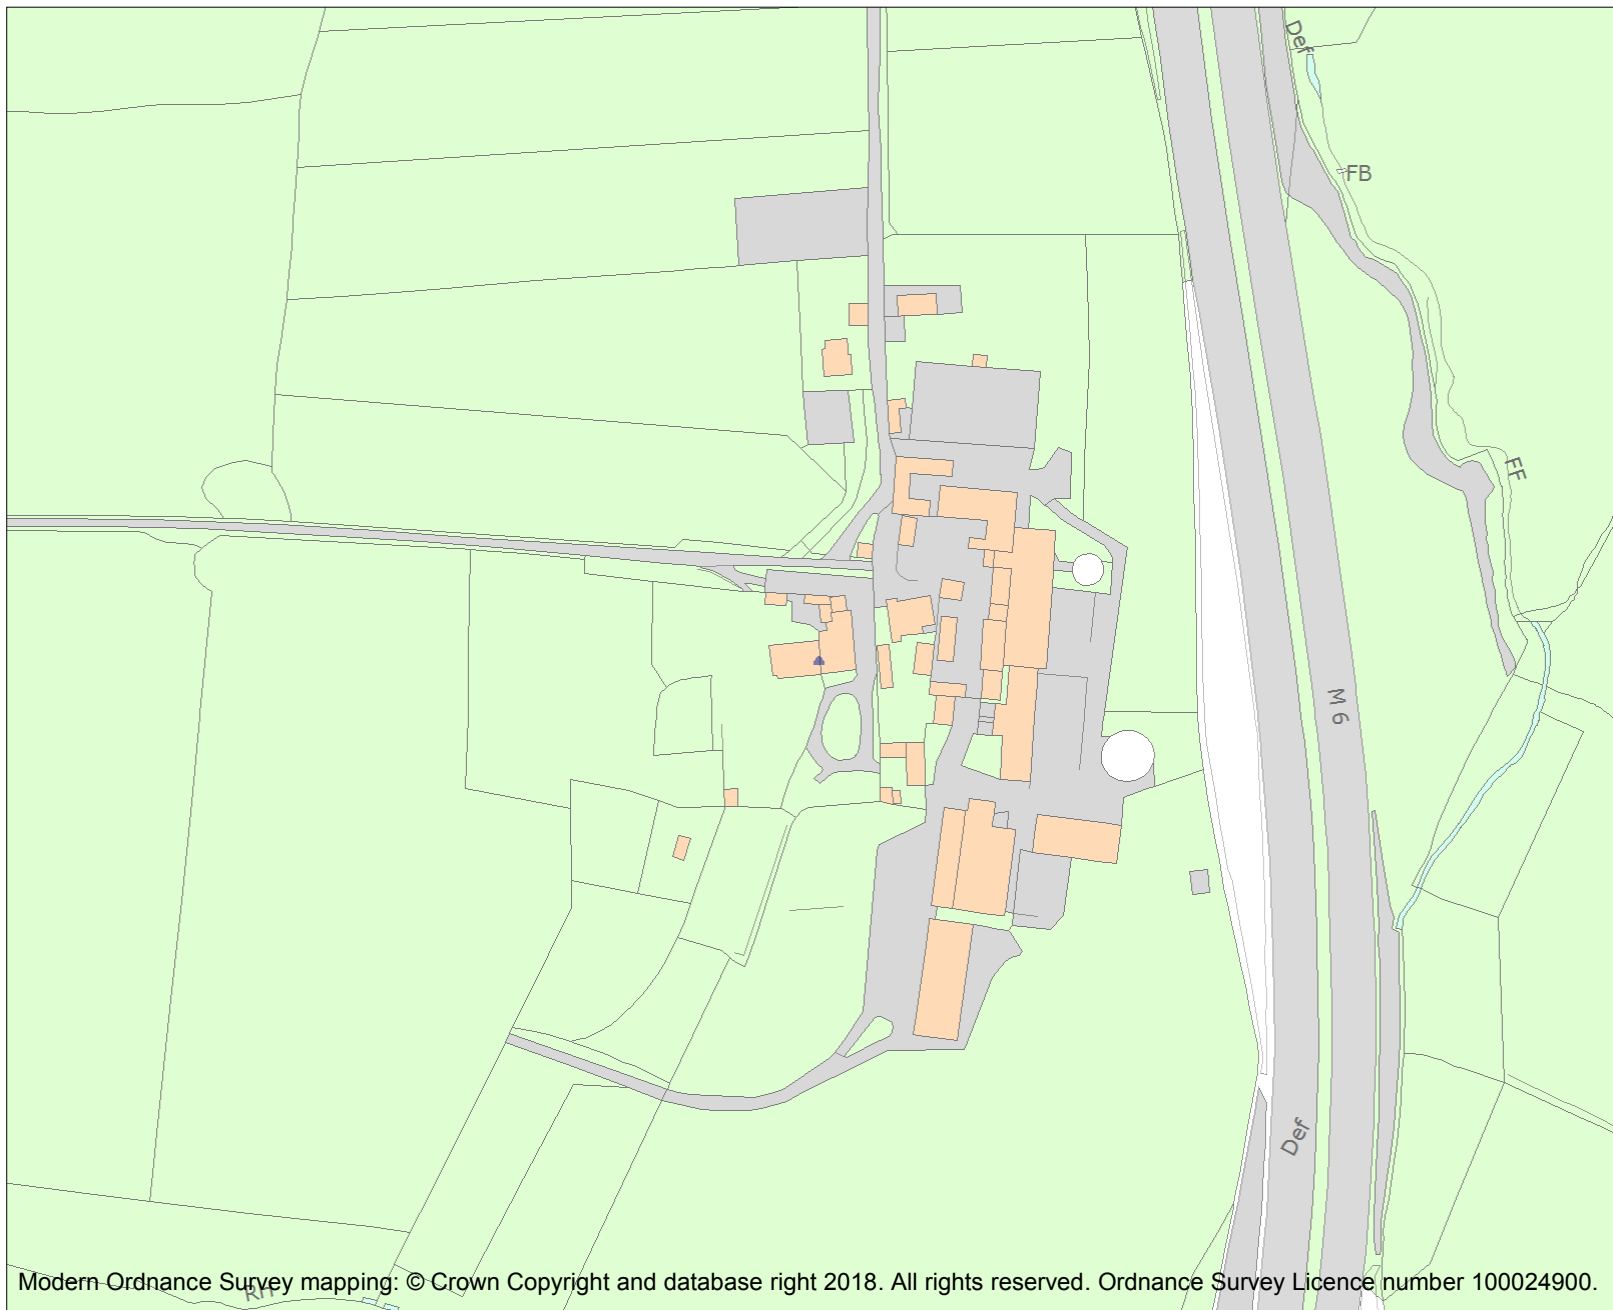 Def
FB
FF
M 6
Def
RH
Modern Ordnance Survey mapping: © Crown Copyright and database right 2018. All rights reserved. Ordnance Survey Licence number 100024900.